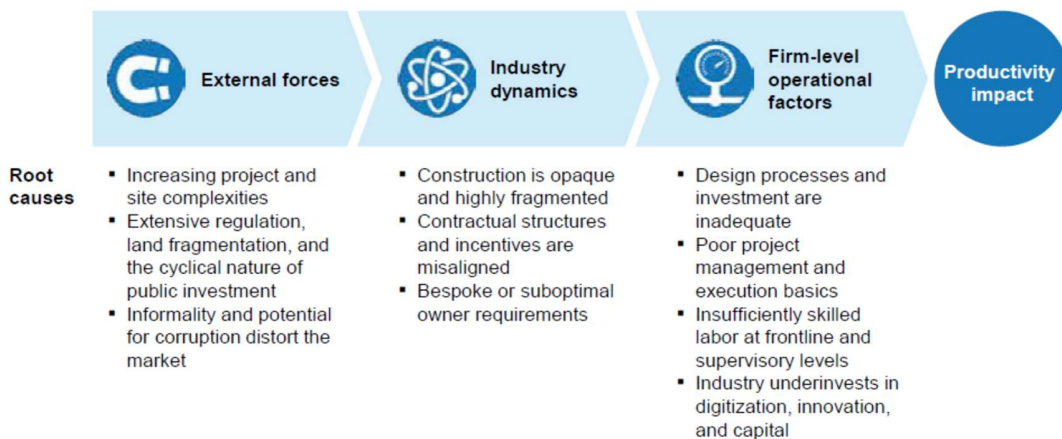 External forces
Industry
dynamics
Firm-level
operational
factors
Productivity
impact
Root
causes
▪ Increasing project and
site complexities
▪ Extensive regulation,
land fragmentation, and
the cyclical nature of
public investment
▪ Informality and potential
for corruption distort the
market
▪ Construction is opaque
and highly fragmented
▪ Contractual structures
and incentives are
misaligned
▪ Bespoke or suboptimal
owner requirements
▪ Design processes and
investment are
inadequate
▪ Poor project
management and
execution basics
▪ Insufficiently skilled
labor at frontline and
supervisory levels
▪ Industry underinvests in
digitization, innovation,
and capital